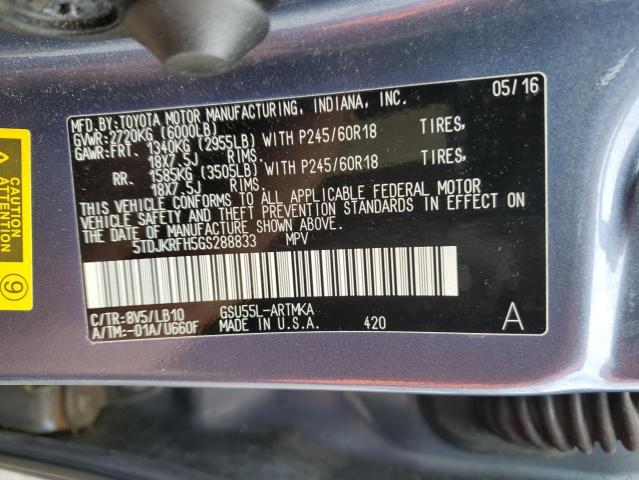 MFD.BY: TOYOTA MOTOR MANUFACTURING, INDIANA, INC. 05/16
GVWR: 2720KG (6000LB)
GAWR: FRT. 1340KG (2955LB) WITH P245/60R18 TIRES,
18X7.5J RIMS.
RR. 1585KG (3505LB) WITH P245/60R18 TIRES,
18X7.5J RIMS.
THIS VEHICLE CONFORMS TO ALL APPLICABLE FEDERAL MOTOR
VEHICLE SAFETY AND THEFT PREVENTION STANDARDS IN EFFECT ON
THE DATE OF MANUFACTURE SHOWN ABOVE.
5TDJKRFH5GS288833 MPV
C/TR: 8V5/LB10 GSU55L-ARTMKA
A/TM: -01A/U660F MADE IN U.S.A. 420 A
CAUTION
ATTENTION
9